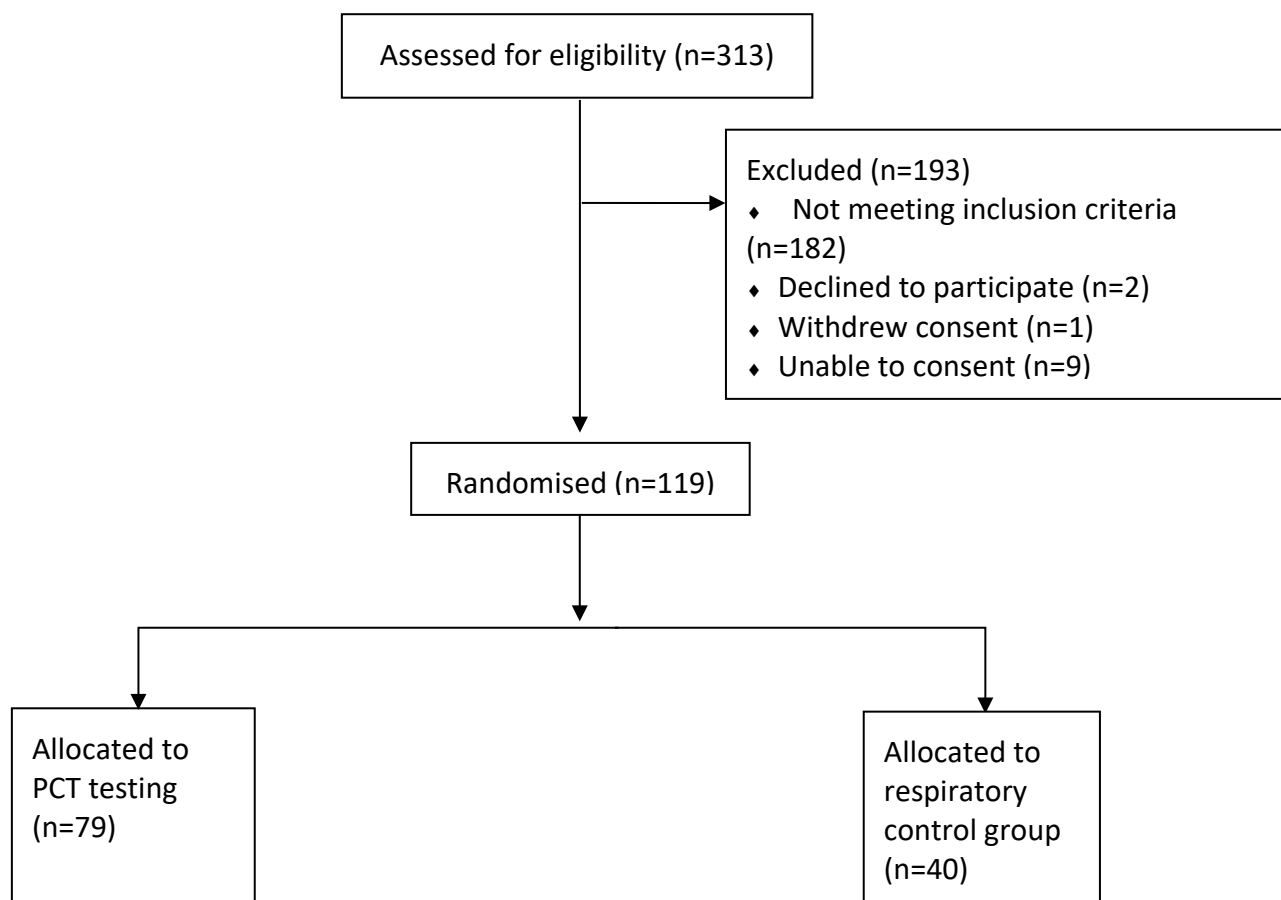 Assessed for eligibility (n=313)
Excluded (n=193)
⬧ Not meeting inclusion criteria
(n=182)
⬧ Declined to participate (n=2)
⬧ Withdrew consent (n=1)
⬧ Unable to consent (n=9)
Randomised (n=119)
Allocated to
PCT testing
(n=79)
Allocated to
respiratory
control group
(n=40)